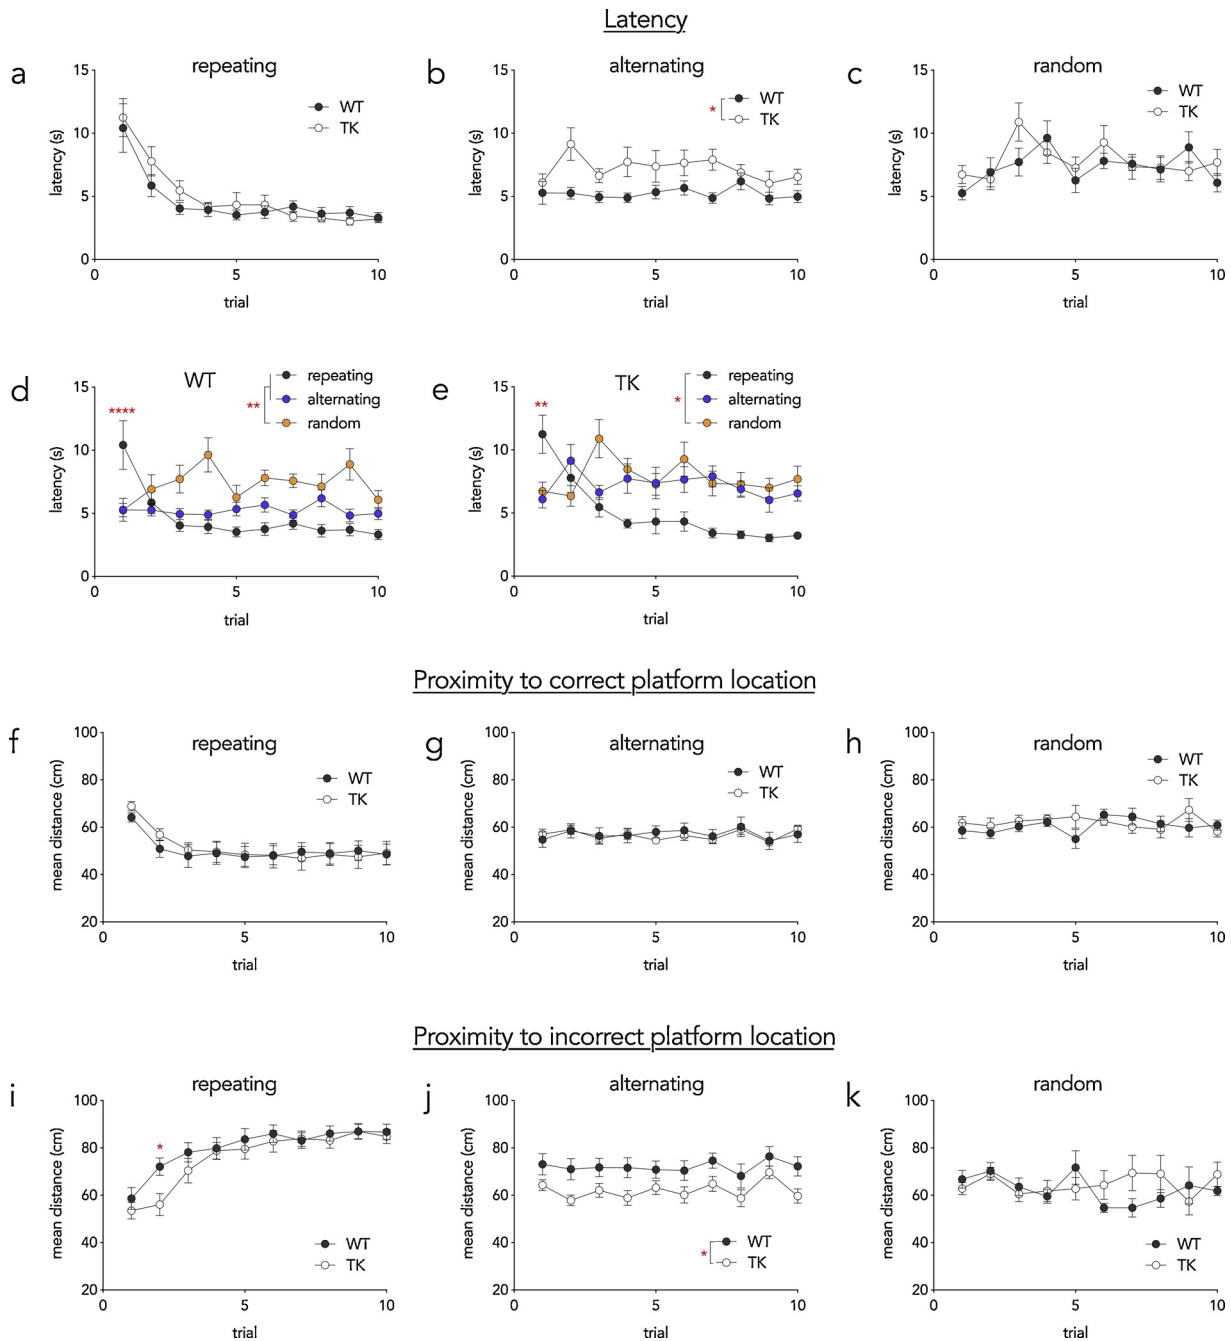 Latency
a
repeating
15
10
5
0
latency (s)
WT
TK
0
5
10
trial
b
alternating
15
10
5
0
latency (s)
*
WT
TK
0
5
10
trial
c
random
15
10
5
0
latency (s)
WT
TK
0
5
10
trial
d
WT
15
10
5
0
latency (s)
****
**
repeating
alternating
random
0
5
10
trial
e
TK
15
10
5
0
latency (s)
**
*
repeating
alternating
random
0
5
10
trial
Proximity to correct platform location
f
repeating
100
80
60
40
20
mean distance (cm)
WT
TK
0
5
10
trial
g
alternating
100
80
60
40
20
mean distance (cm)
WT
TK
0
5
10
trial
h
random
100
80
60
40
20
mean distance (cm)
WT
TK
0
5
10
trial
Proximity to incorrect platform location
i
repeating
100
80
60
40
20
mean distance (cm)
*
WT
TK
0
5
10
trial
j
alternating
100
80
60
40
20
mean distance (cm)
*
WT
TK
0
5
10
trial
k
random
100
80
60
40
20
mean distance (cm)
WT
TK
0
5
10
trial